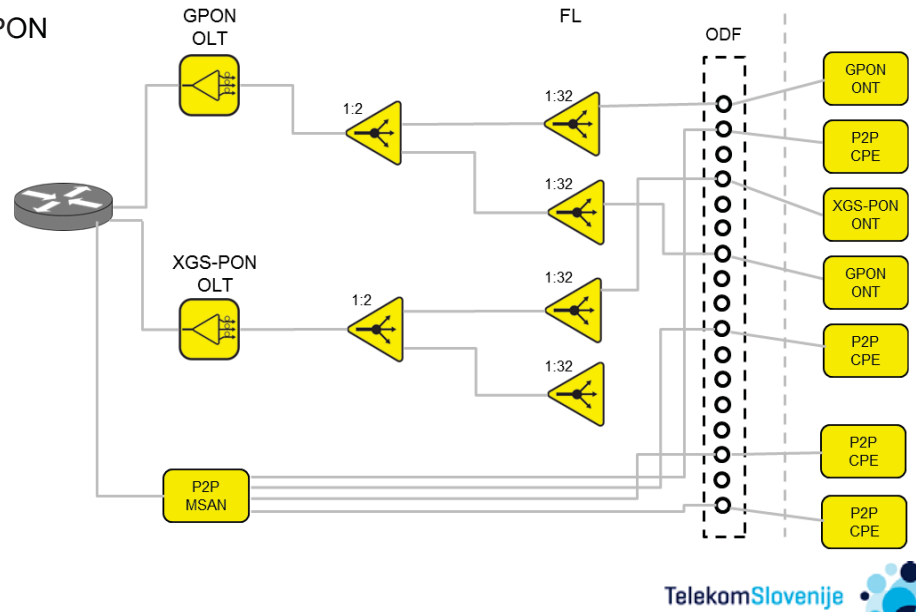 PON
GPON
OLT
FL
ODF
GPON
ONT
1:2
1:32
P2P
CPE
1:32
XGS-PON
ONT
XGS-PON
OLT
GPON
ONT
1:2
1:32
P2P
CPE
1:32
P2P
CPE
P2P
MSAN
P2P
CPE
TelekomSlovenije